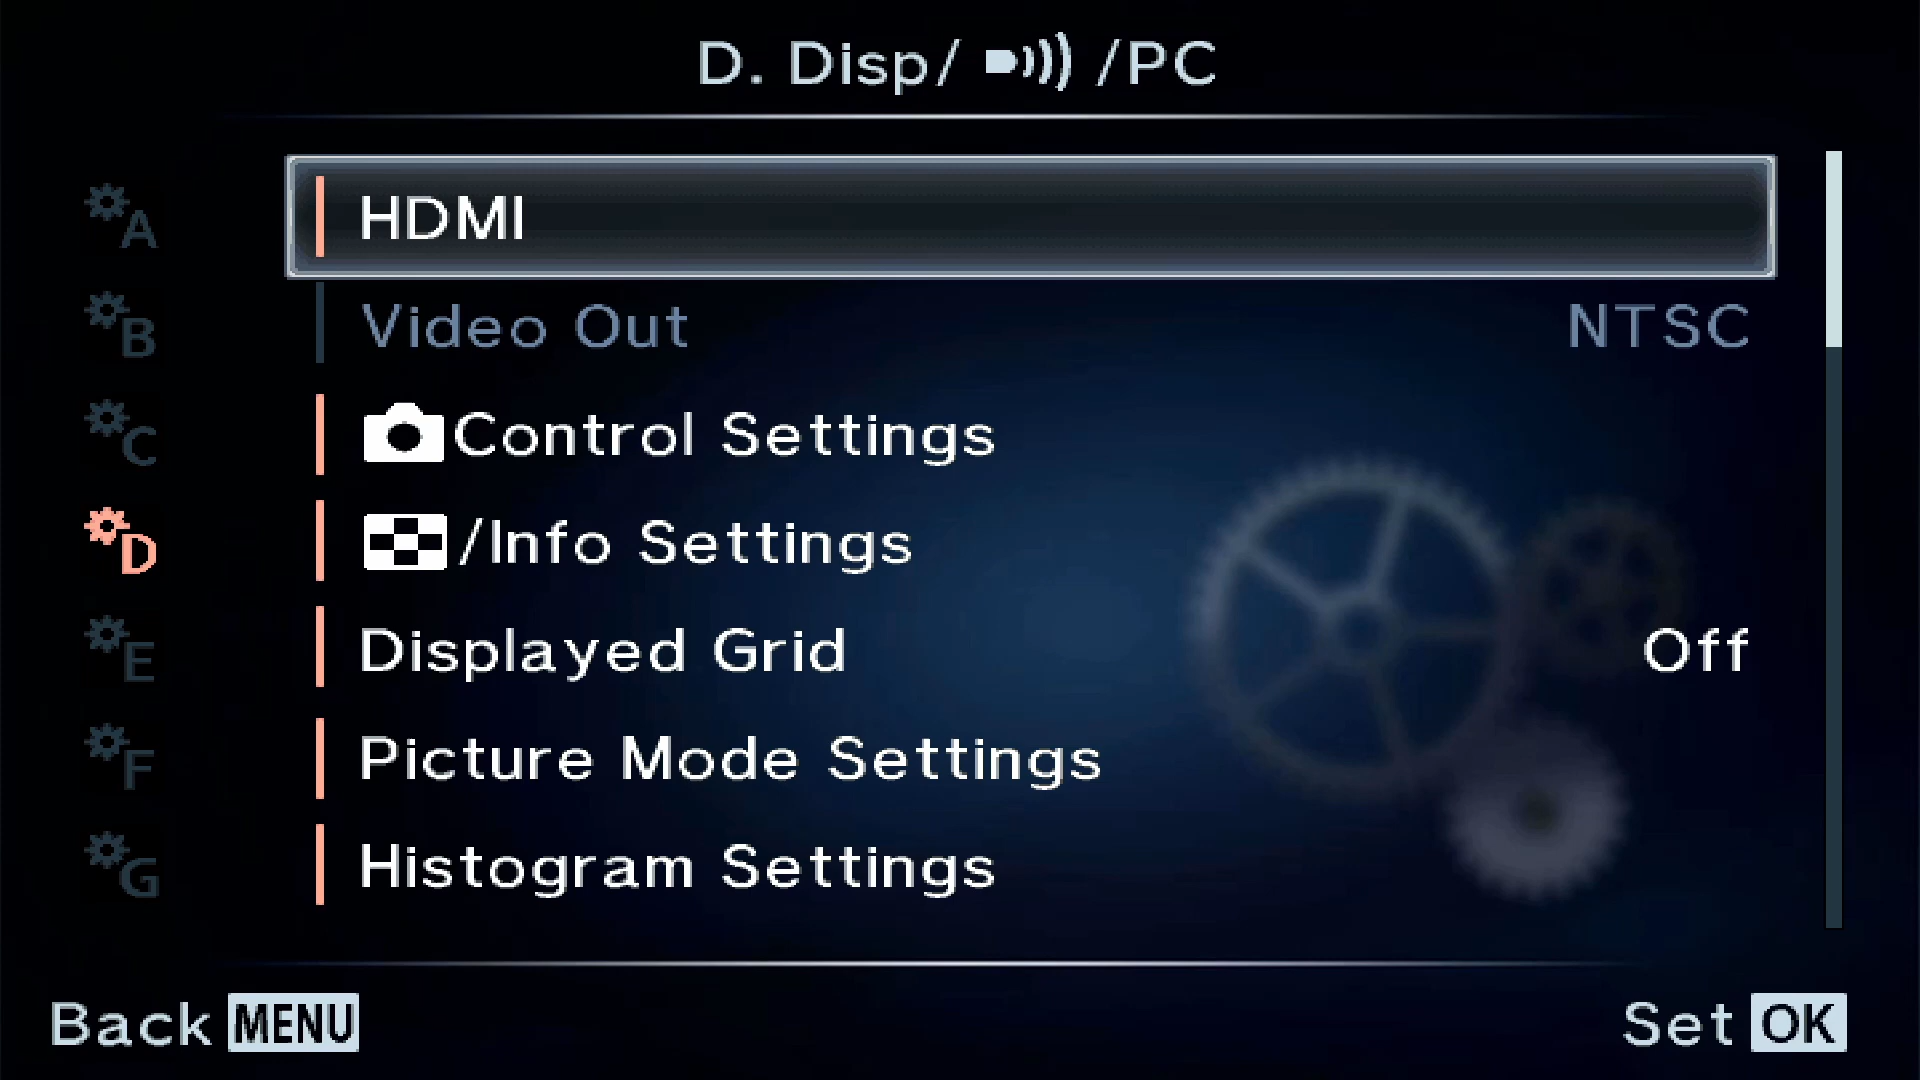 D. Disp/ /PC
A
HDMI
B
Video Out NTSC
C
Control Settings
D
/Info Settings
E
Displayed Grid Off
F
Picture Mode Settings
G
Histogram Settings
Back MENU Set OK